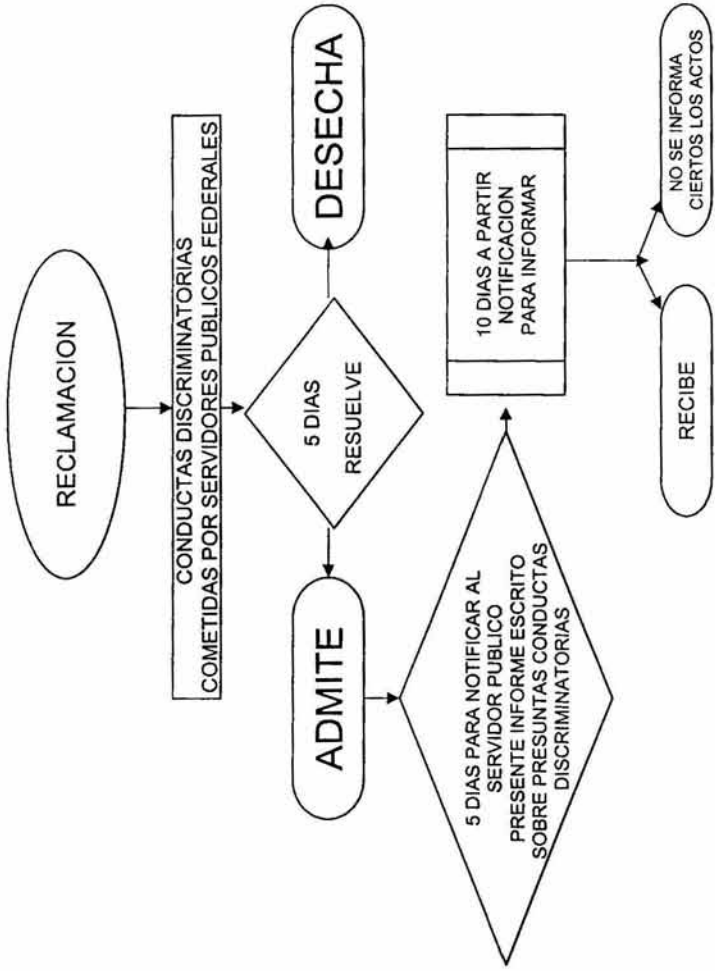 RECLAMACION
CONDUCTAS DISCRIMINATORIAS
COMETIDAS POR SERVIDORES PUBLICOS FEDERALES
5 DIAS
RESUELVE
ADMITE
DESECHA
5 DIAS PARA NOTIFICAR AL
SERVIDOR PUBLICO
PRESENTE INFORME ESCRITO
SOBRE PRESUNTAS CONDUCTAS
DISCRIMINATORIAS
10 DIAS A PARTIR
NOTIFICACION
PARA INFORMAR
RECIBE
NO SE INFORMA
CIERTOS LOS ACTOS